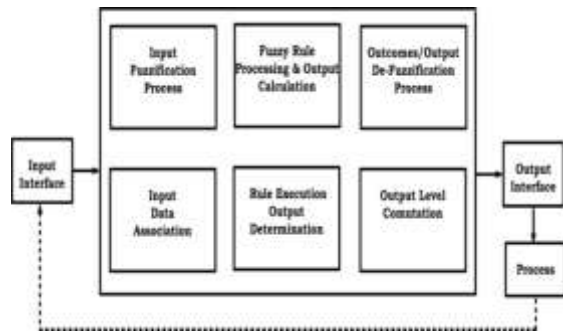 Input
Fuzzification
Process
Fuzzy Rule
Processing & Output
Calculation
Outcomes/Output
De-Fuzzification
Process
Input
Interface
Input
Data
Association
Rule Execution
Output
Determination
Output Level
Comutation
Output
Interface
Process